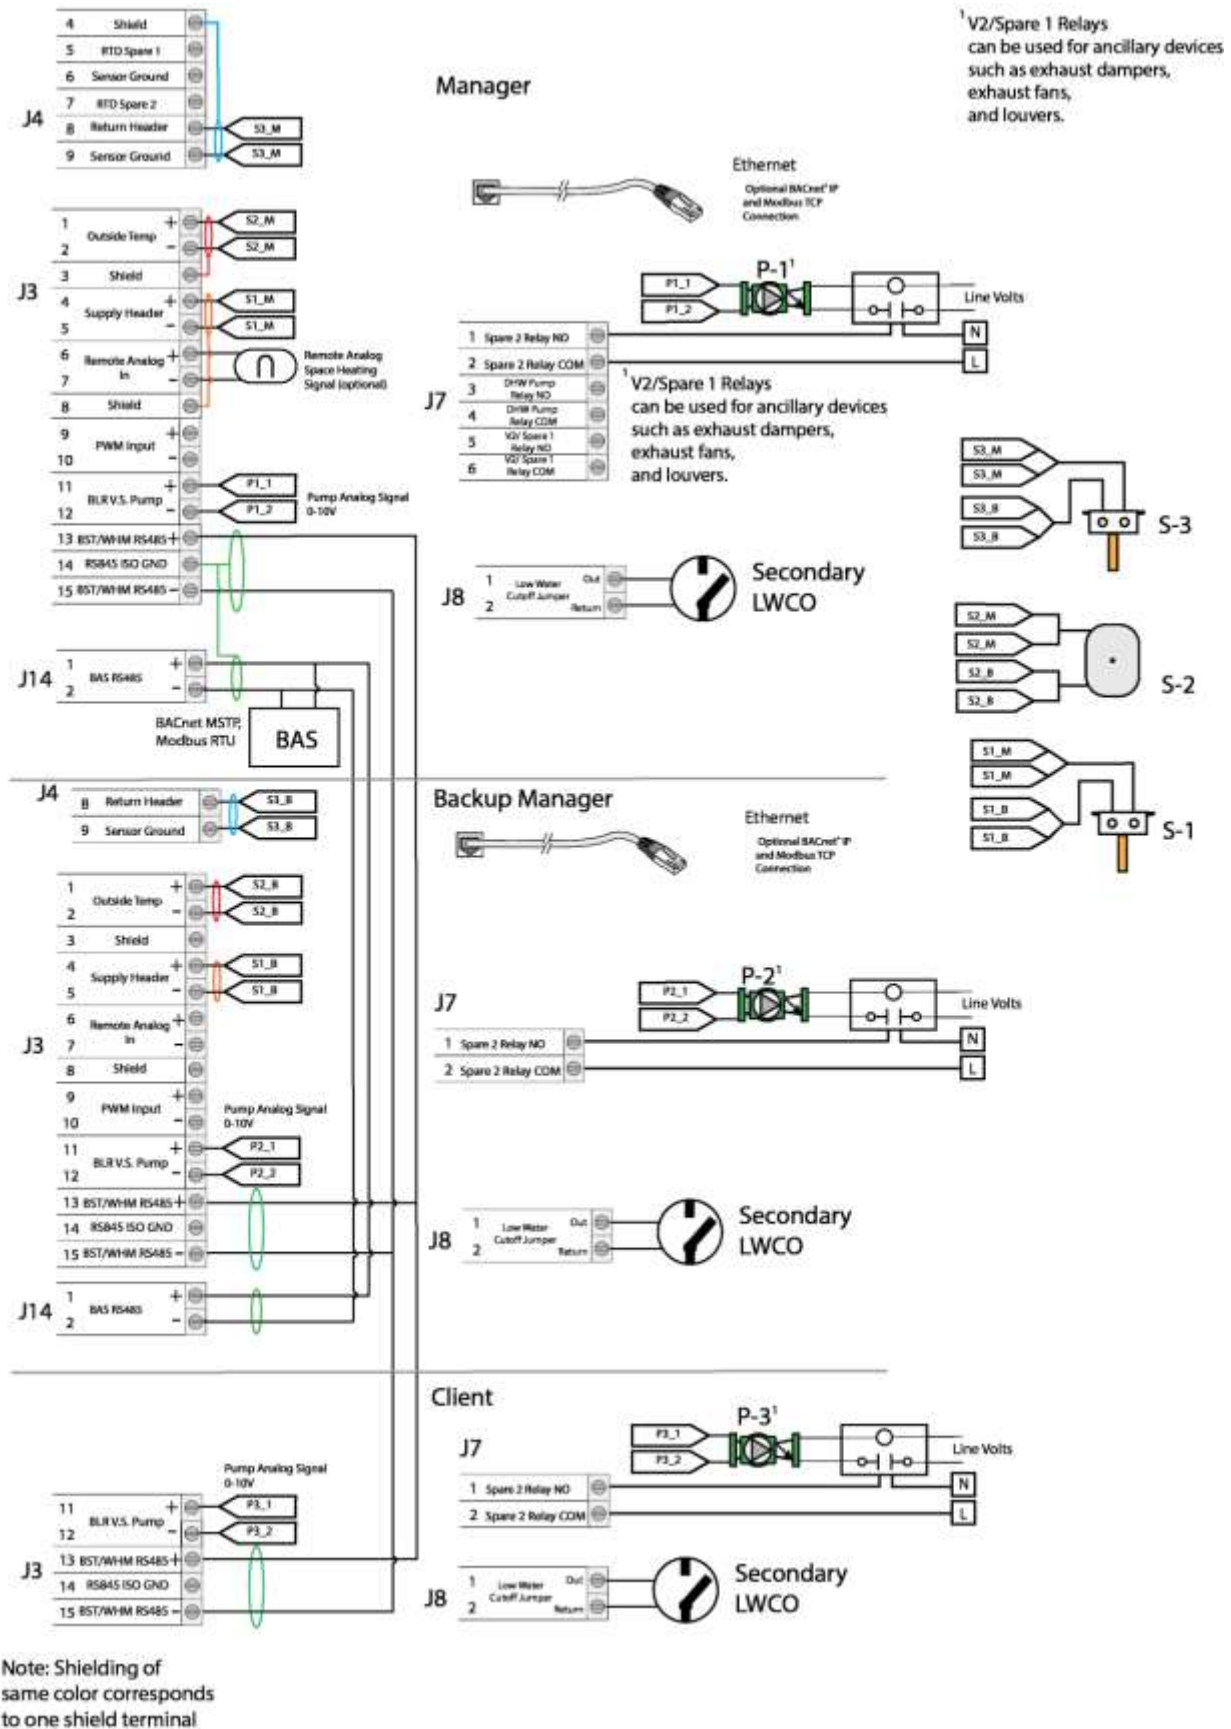 4 Shield
5 RTD Spare 1
6 Sensor Ground
7 RTD Spare 2
J4
8 Return Header S3_M
9 Sensor Ground S3_M
Manager
1 V2/Spare 1 Relays
can be used for ancillary devices
such as exhaust dampers,
exhaust fans,
and louvers.
Ethernet
Optional BACnet® IP
and Modbus TCP
Connection
J3
1 + S2_M
Outside Temp
2 - S2_M
3 Shield
4 + S1_M
Supply Header
5 - S1_M
6 +
Remote Analog
In
7 -
Remote Analog
Space Heating
Signal (optional)
8 Shield
9 +
PWM Input
10 -
11 + P1_1
BLR V.S. Pump
12 - P1_2
Pump Analog Signal
0-10V
13 BST/WHM RS485 +
14 RS845 ISO GND
15 BST/WHM RS485 -
J14
1 +
BAS RS485
2 -
BACnet MSTP,
Modbus RTU
BAS
P-1¹
P1_1
P1_2
Line Volts
N
L
J7
1 Spare 2 Relay NO
2 Spare 2 Relay COM
3 DHW Pump
Relay NO
4 DHW Pump
Relay COM
5 V2/ Spare 1
Relay NO
6 V2/ Spare 1
Relay COM
1 V2/Spare 1 Relays
can be used for ancillary devices
such as exhaust dampers,
exhaust fans,
and louvers.
J8
1 Out
Low Water
Cutoff Jumper
2 Return
Secondary
LWCO
S3_M
S3_M
S3_B
S3_B
S-3
S2_M
S2_M
S2_B
S2_B
S-2
S1_M
S1_M
S1_B
S1_B
S-1
J4
8 Return Header S3_B
9 Sensor Ground S3_B
Backup Manager
Ethernet
Optional BACnet® IP
and Modbus TCP
Connection
J3
1 + S2_B
Outside Temp
2 - S2_B
3 Shield
4 + S1_B
Supply Header
5 - S1_B
6 +
Remote Analog
In
7 -
8 Shield
9 +
PWM Input
10 -
Pump Analog Signal
0-10V
11 + P2_1
BLR V.S. Pump
12 - P2_2
13 BST/WHM RS485 +
14 RS845 ISO GND
15 BST/WHM RS485 -
J14
1 +
BAS RS485
2 -
P-2¹
P2_1
P2_2
Line Volts
N
L
J7
1 Spare 2 Relay NO
2 Spare 2 Relay COM
J8
1 Out
Low Water
Cutoff Jumper
2 Return
Secondary
LWCO
Client
P-3¹
P3_1
P3_2
Line Volts
N
L
J7
1 Spare 2 Relay NO
2 Spare 2 Relay COM
Pump Analog Signal
0-10V
J3
11 + P3_1
BLR V.S. Pump
12 - P3_2
13 BST/WHM RS485 +
14 RS845 ISO GND
15 BST/WHM RS485 -
J8
1 Out
Low Water
Cutoff Jumper
2 Return
Secondary
LWCO
Note: Shielding of
same color corresponds
to one shield terminal